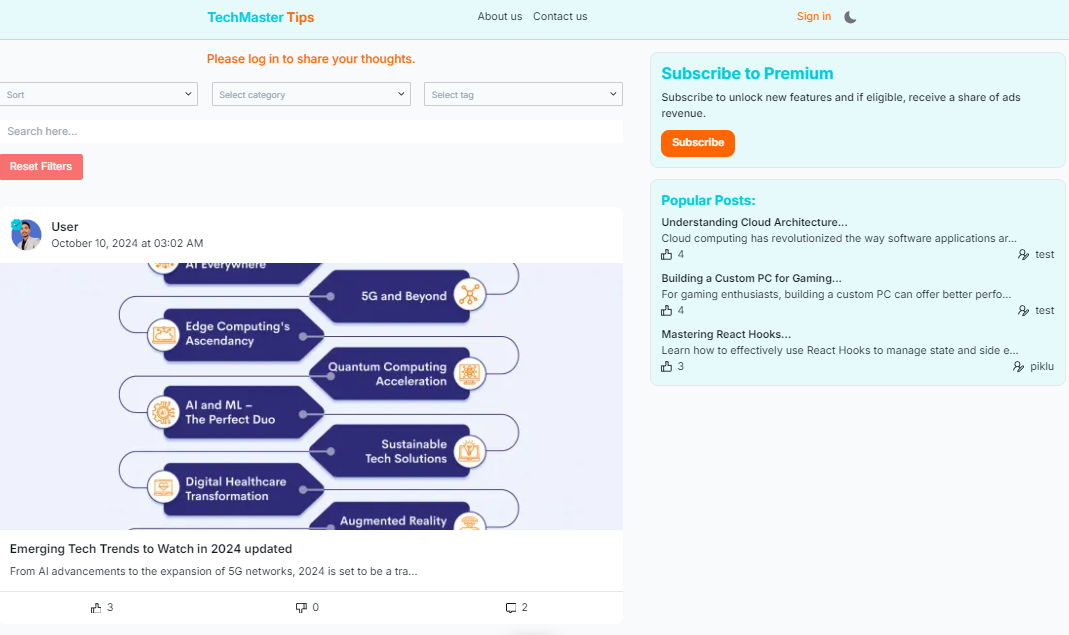 TechMaster Tips
About us Contact us
Sign in
Please log in to share your thoughts.
Sort
Select category
Select tag
Search here...
Reset Filters
User
October 10, 2024 at 03:02 AM
AI Everywhere
5G and Beyond
Edge Computing's
Ascendancy
Quantum Computing
Acceleration
AI and ML –
The Perfect Duo
Sustainable
Tech Solutions
Digital Healthcare
Transformation
Augmented Reality
Emerging Tech Trends to Watch in 2024 updated
From AI advancements to the expansion of 5G networks, 2024 is set to be a tra...
3
0
2
Subscribe to Premium
Subscribe to unlock new features and if eligible, receive a share of ads
revenue.
Subscribe
Popular Posts:
Understanding Cloud Architecture...
Cloud computing has revolutionized the way software applications ar...
4 test
Building a Custom PC for Gaming...
For gaming enthusiasts, building a custom PC can offer better perfo...
4 test
Mastering React Hooks...
Learn how to effectively use React Hooks to manage state and side e...
3 piklu